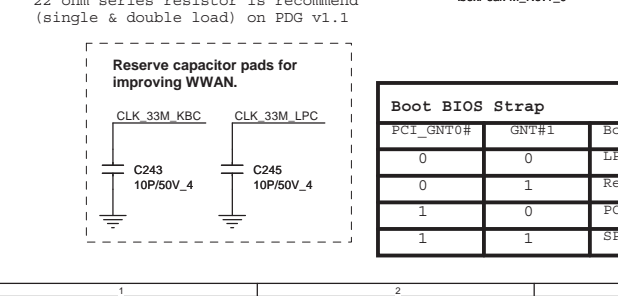 22 ohm series resistor is recommend
(single & double load) on PDG v1.1
Reserve capacitor pads for
improving WWAN.
CLK_33M_KBC CLK_33M_LPC
C243
10P/50V_4
C245
10P/50V_4
Boot BIOS Strap
PCI_GNT0# GNT#1
0 0
0 1
1 0
1 1
1 2